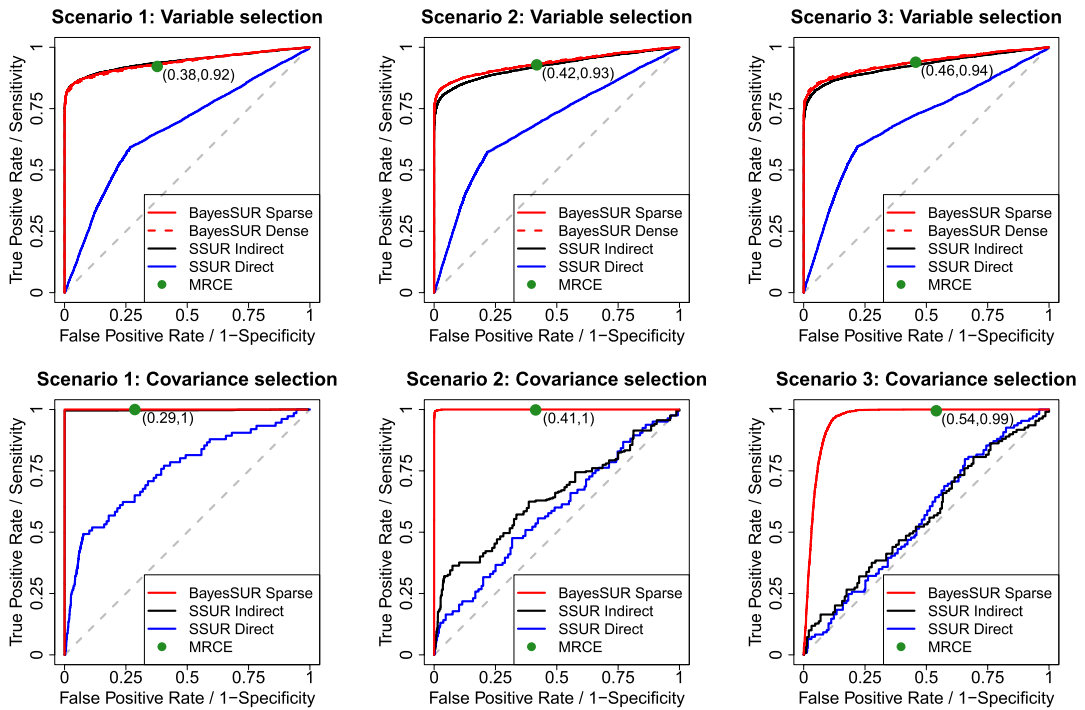 Scenario 1: Variable selection
True Positive Rate / Sensitivity
1
0.75
0.5
0.25
0
(0.38,0.92)
BayesSUR Sparse
BayesSUR Dense
SSUR Indirect
SSUR Direct
MRCE
0 0.25 0.5 0.75 1
False Positive Rate / 1−Specificity
Scenario 2: Variable selection
True Positive Rate / Sensitivity
1
0.75
0.5
0.25
0
(0.42,0.93)
BayesSUR Sparse
BayesSUR Dense
SSUR Indirect
SSUR Direct
MRCE
0 0.25 0.5 0.75 1
False Positive Rate / 1−Specificity
Scenario 3: Variable selection
True Positive Rate / Sensitivity
1
0.75
0.5
0.25
0
(0.46,0.94)
BayesSUR Sparse
BayesSUR Dense
SSUR Indirect
SSUR Direct
MRCE
0 0.25 0.5 0.75 1
False Positive Rate / 1−Specificity
Scenario 1: Covariance selection
True Positive Rate / Sensitivity
1
0.75
0.5
0.25
0
(0.29,1)
BayesSUR Sparse
SSUR Indirect
SSUR Direct
MRCE
0 0.25 0.5 0.75 1
False Positive Rate / 1−Specificity
Scenario 2: Covariance selection
True Positive Rate / Sensitivity
1
0.75
0.5
0.25
0
(0.41,1)
BayesSUR Sparse
SSUR Indirect
SSUR Direct
MRCE
0 0.25 0.5 0.75 1
False Positive Rate / 1−Specificity
Scenario 3: Covariance selection
True Positive Rate / Sensitivity
1
0.75
0.5
0.25
0
(0.54,0.99)
BayesSUR Sparse
SSUR Indirect
SSUR Direct
MRCE
0 0.25 0.5 0.75 1
False Positive Rate / 1−Specificity